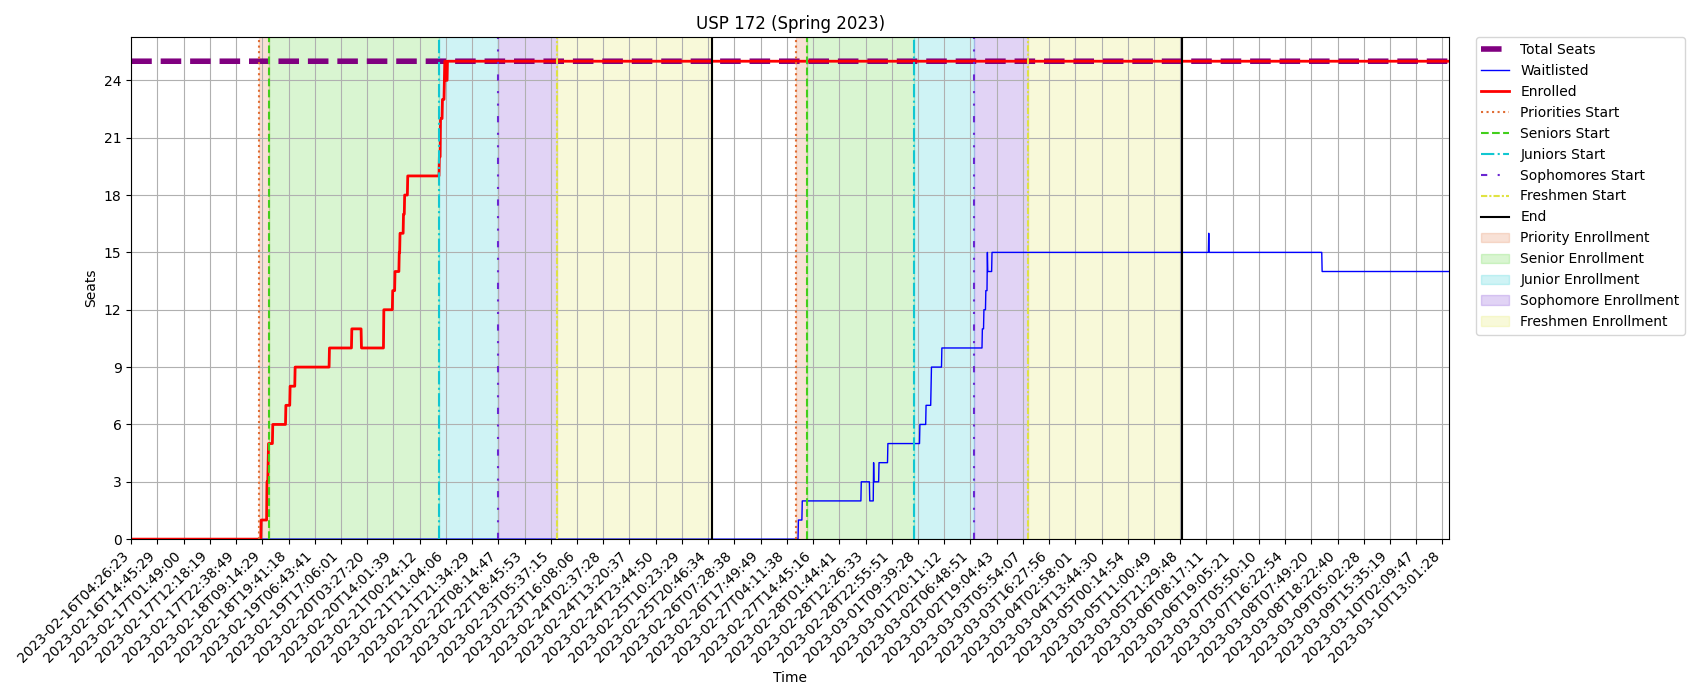 USP 172 (Spring 2023)
Seats
24
21
18
15
12
9
6
3
0
2023-02-16T04:26:23
2023-02-16T14:45:29
2023-02-17T01:49:00
2023-02-17T12:18:19
2023-02-17T22:38:49
2023-02-18T09:14:29
2023-02-18T19:41:18
2023-02-19T06:43:41
2023-02-19T17:06:01
2023-02-20T03:27:20
2023-02-20T14:01:39
2023-02-21T00:24:12
2023-02-21T11:04:06
2023-02-21T21:34:29
2023-02-22T08:14:47
2023-02-22T18:45:53
2023-02-23T05:37:15
2023-02-23T16:08:06
2023-02-24T02:37:28
2023-02-24T13:20:37
2023-02-24T23:44:50
2023-02-25T10:23:29
2023-02-25T20:46:34
2023-02-26T07:28:38
2023-02-26T17:49:49
2023-02-27T04:11:38
2023-02-27T14:45:16
2023-02-28T01:44:41
2023-02-28T12:26:33
2023-02-28T22:55:51
2023-03-01T09:39:28
2023-03-01T20:11:12
2023-03-02T06:48:51
2023-03-02T19:04:43
2023-03-03T05:54:07
2023-03-03T16:27:56
2023-03-04T02:58:01
2023-03-04T13:44:30
2023-03-05T00:14:54
2023-03-05T11:00:49
2023-03-05T21:29:48
2023-03-06T08:17:11
2023-03-06T19:05:21
2023-03-07T05:50:10
2023-03-07T16:22:54
2023-03-08T07:49:20
2023-03-08T18:22:40
2023-03-09T05:02:28
2023-03-09T15:35:19
2023-03-10T02:09:47
2023-03-10T13:01:28
Time
Total Seats
Waitlisted
Enrolled
Priorities Start
Seniors Start
Juniors Start
Sophomores Start
Freshmen Start
End
Priority Enrollment
Senior Enrollment
Junior Enrollment
Sophomore Enrollment
Freshmen Enrollment